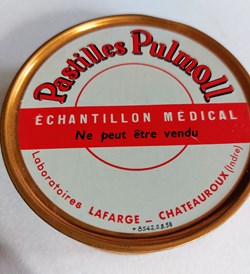 Pastilles Pulmoll
ÉCHANTILLON MÉDICAL
Ne peut être vendu
Laboratoires LAFARGE – CHATEAUROUX (Indre)